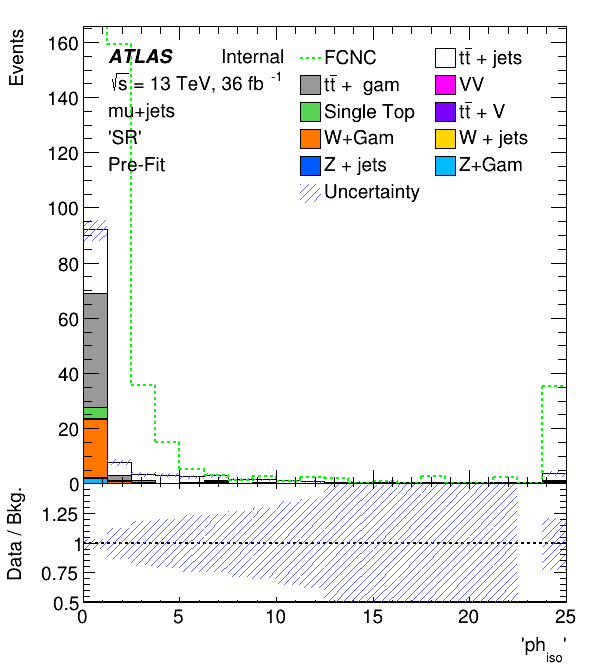 Events
160
140
120
100
80
60
40
20
0
ATLAS Internal
√s = 13 TeV, 36 fb⁻¹
mu+jets
'SR'
Pre-Fit
FCNC
tt̄ + jets
tt̄ + gam
VV
Single Top
tt̄ + V
W+Gam
W + jets
Z + jets
Z+Gam
Uncertainty
Data / Bkg.
1.25
1
0.75
0.5
0 5 10 15 20 25
'ph_iso'